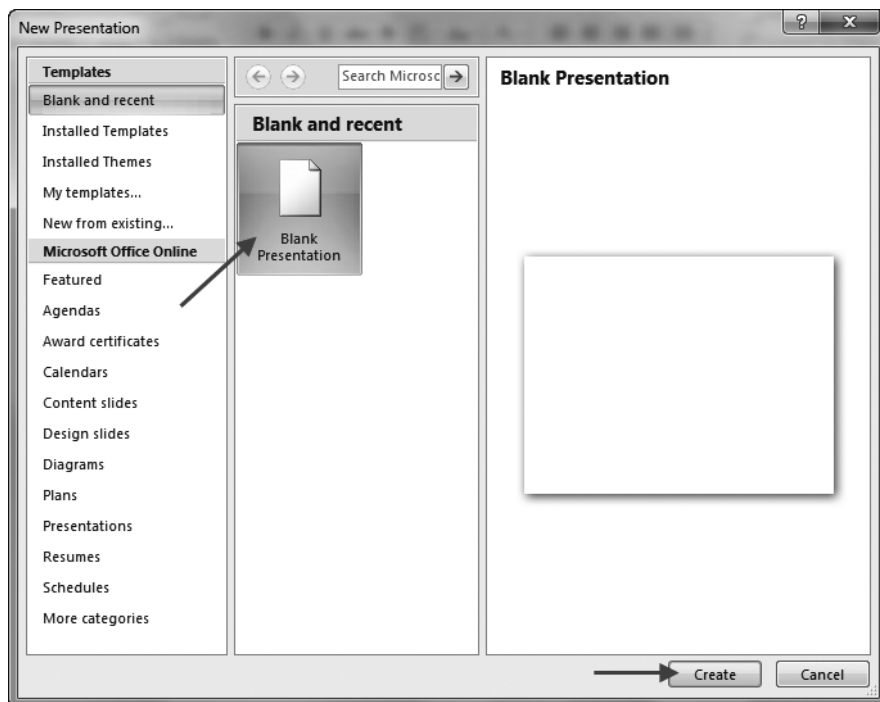 New Presentation
Templates
Blank and recent
Installed Templates
Installed Themes
My templates...
New from existing...
Microsoft Office Online
Featured
Agendas
Award certificates
Calendars
Content slides
Design slides
Diagrams
Plans
Presentations
Resumes
Schedules
More categories
Search Microsc
Blank and recent
Blank
Presentation
Blank Presentation
Create
Cancel